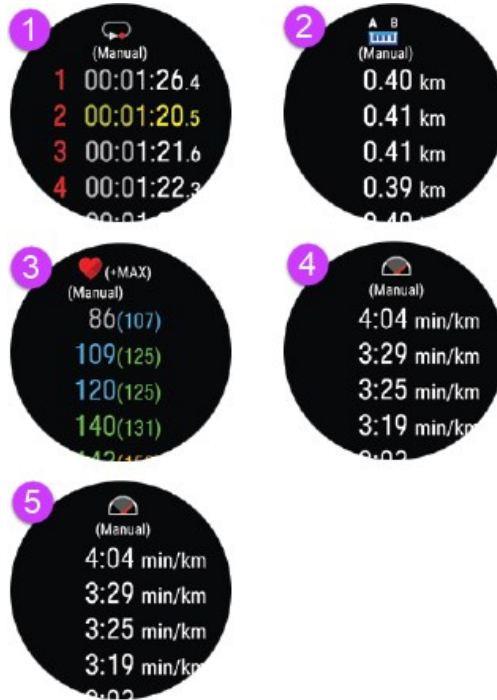 1
(Manual)
1 00:01:26.4
2 00:01:20.5
3 00:01:21.6
4 00:01:22.3
2
A B
(Manual)
0.40 km
0.41 km
0.41 km
0.39 km
3
(+MAX)
(Manual)
86(107)
109(125)
120(125)
140(131)
4
(Manual)
4:04 min/km
3:29 min/km
3:25 min/km
3:19 min/km
5
(Manual)
4:04 min/km
3:29 min/km
3:25 min/km
3:19 min/km